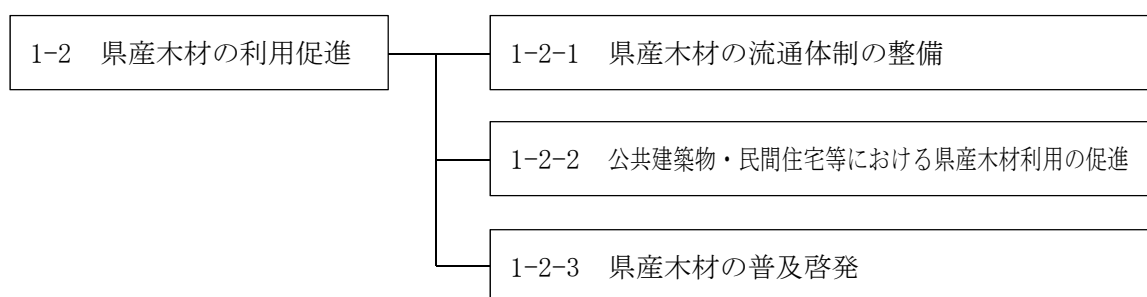 1-2 県産木材の利用促進
1-2-1 県産木材の流通体制の整備
1-2-2 公共建築物・民間住宅等における県産木材利用の促進
1-2-3 県産木材の普及啓発